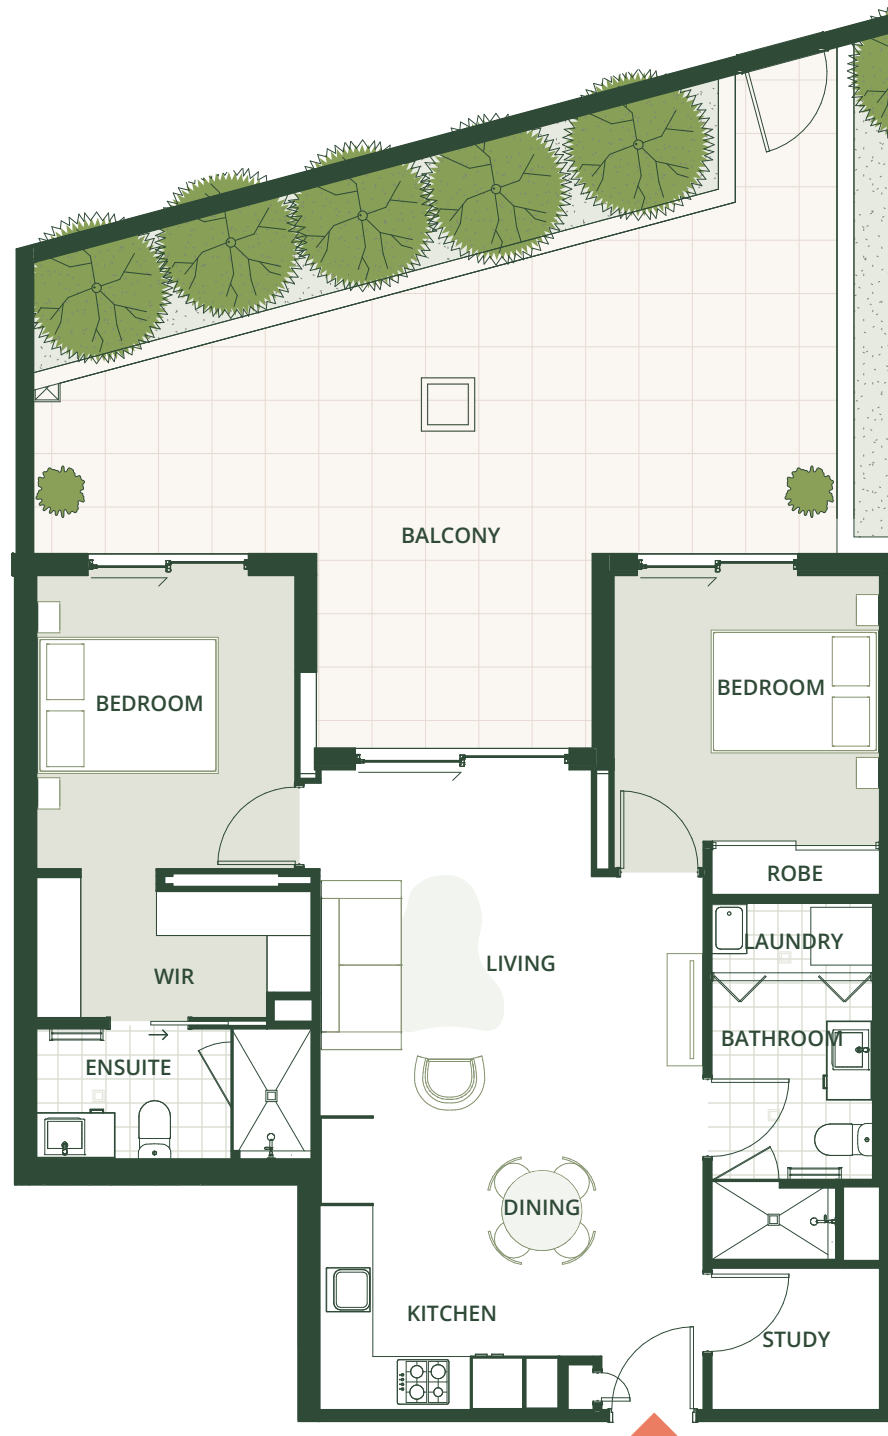 BALCONY
BEDROOM
BEDROOM
ROBE
LAUNDRY
LIVING
WIR
BATHROOM
ENSUITE
DINING
KITCHEN
STUDY